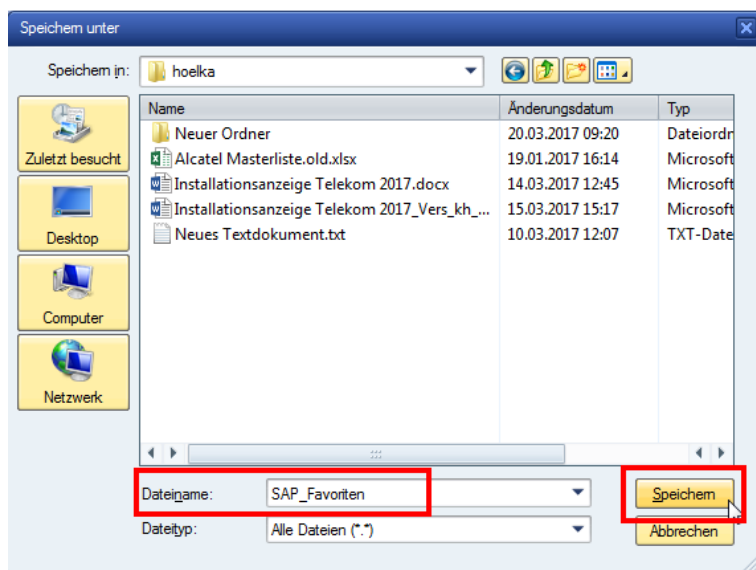 Speichern unter
Speichern in: hoelka
Name Änderungsdatum Typ
Neuer Ordner 20.03.2017 09:20 Dateiordn
Alcatel Masterliste.old.xlsx 19.01.2017 16:14 Microsoft
Installationsanzeige Telekom 2017.docx 14.03.2017 12:45 Microsoft
Installationsanzeige Telekom 2017_Vers_kh_... 15.03.2017 15:17 Microsoft
Neues Textdokument.txt 10.03.2017 12:07 TXT-Date
Zuletzt besucht
Desktop
Computer
Netzwerk
Dateiname: SAP_Favoriten Speichern
Dateityp: Alle Dateien (*.*) Abbrechen